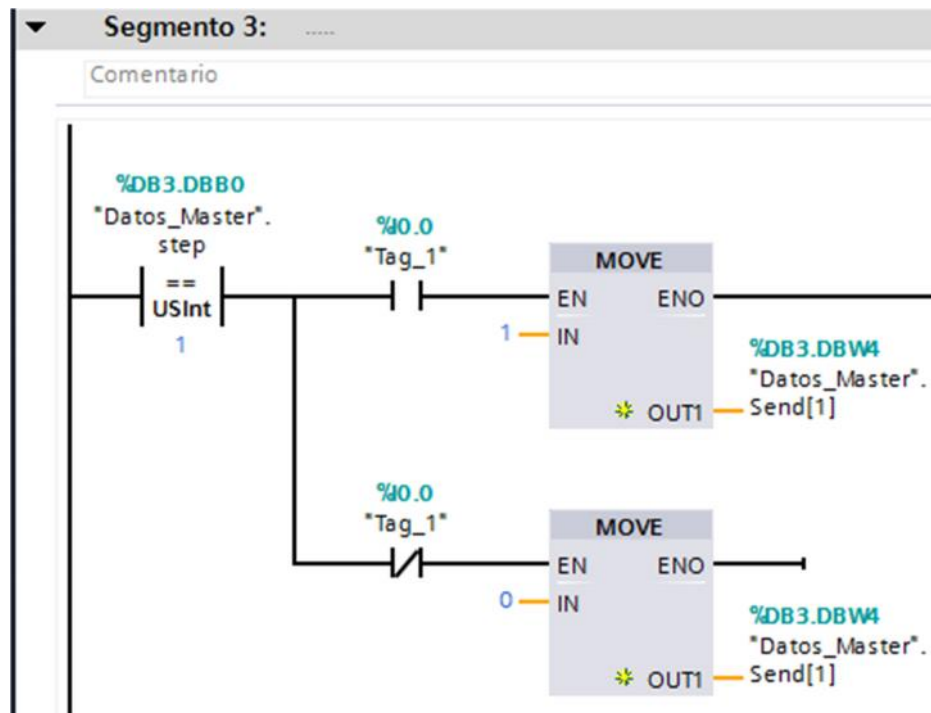 Segmento 3: .....
Comentario
%DB3.DBB0
"Datos_Master".
step
==
USInt
1
%I0.0
"Tag_1"
MOVE
EN ENO
1 IN
OUT1
%DB3.DBW4
"Datos_Master".
Send[1]
%I0.0
"Tag_1"
MOVE
EN ENO
0 IN
OUT1
%DB3.DBW4
"Datos_Master".
Send[1]